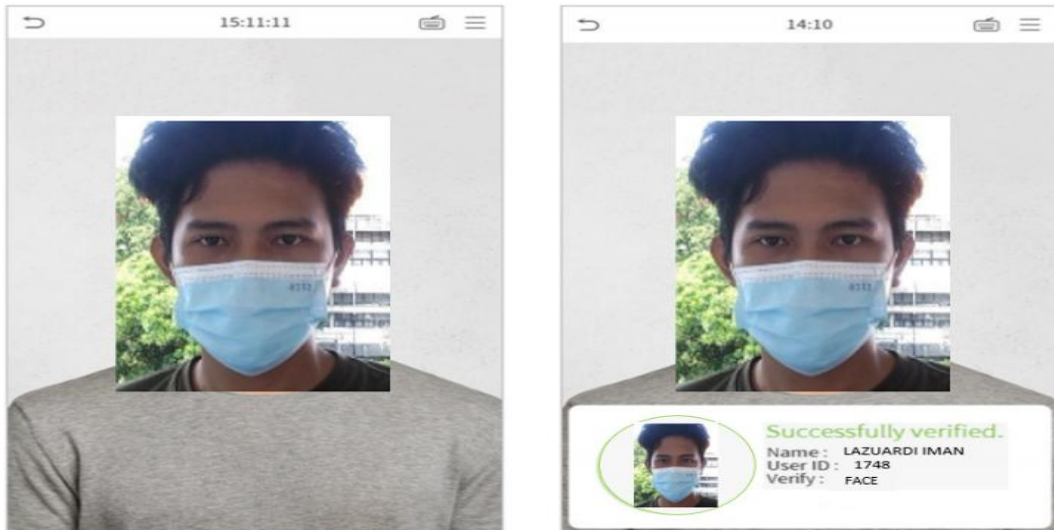 15:11:11
14:10
Successfully verified.
Name : LAZUARDI IMAN
User ID : 1748
Verify : FACE